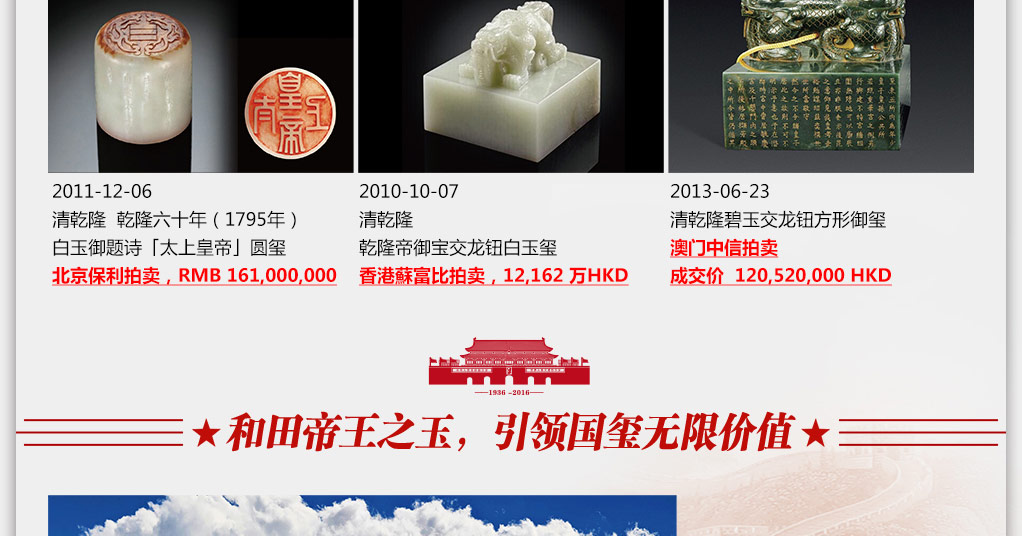 2011-12-06
清乾隆 乾隆六十年（1795年）
白玉御题诗「太上皇帝」圆玺
北京保利拍卖，RMB 161,000,000
2010-10-07
清乾隆
乾隆帝御宝交龙钮白玉玺
香港蘇富比拍卖，12,162 万HKD
2013-06-23
清乾隆碧玉交龙钮方形御玺
澳门中信拍卖
成交价 120,520,000 HKD
1936 -2016
★和田帝王之玉，引领国玺无限价值★